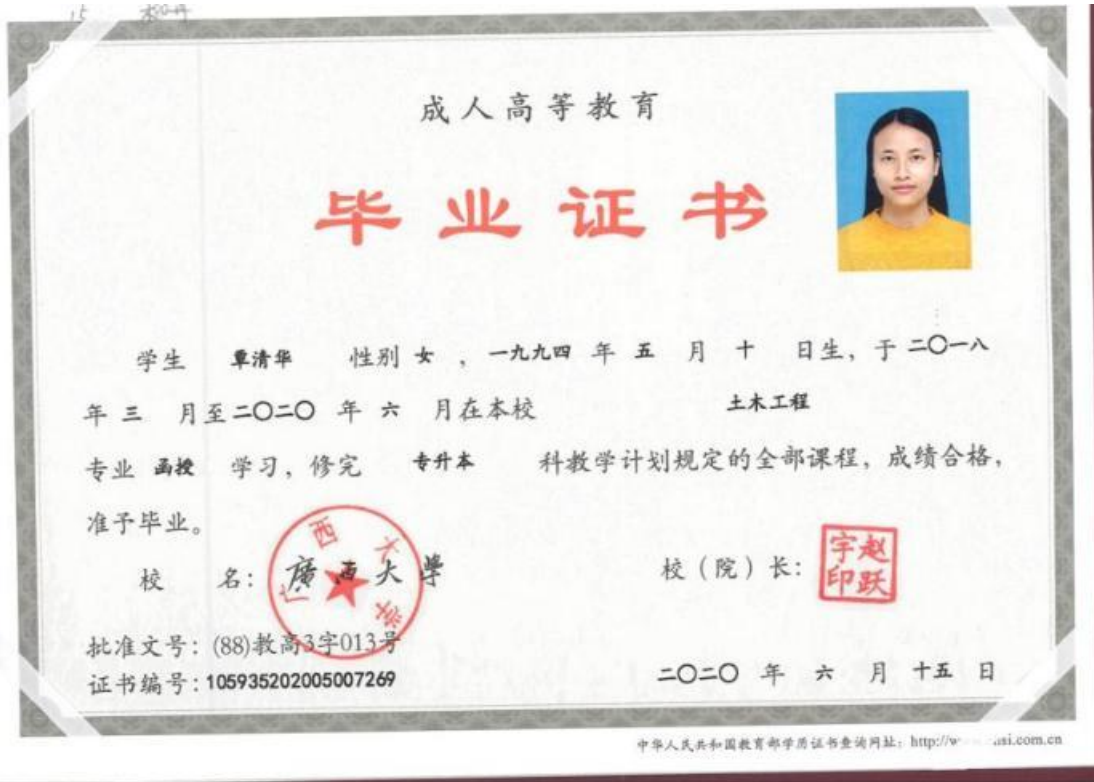 成人高等教育
毕业证书
学生 覃清华 性别 女 ，一九九四 年 五 月 十 日生，于 二〇一八
年 三 月至 二〇二〇 年 六 月在本校 土木工程
专业 函授 学习，修完 专升本 科教学计划规定的全部课程，成绩合格，
准予毕业。
校 名：廣西大學
广西大学
校（院）长：
赵跃宇印
批准文号：(88)教高3字013号
证书编号：105935202005007269
二〇二〇 年 六 月 十五 日
中华人民共和国教育部学历证书查询网址：http://w si.com.cn